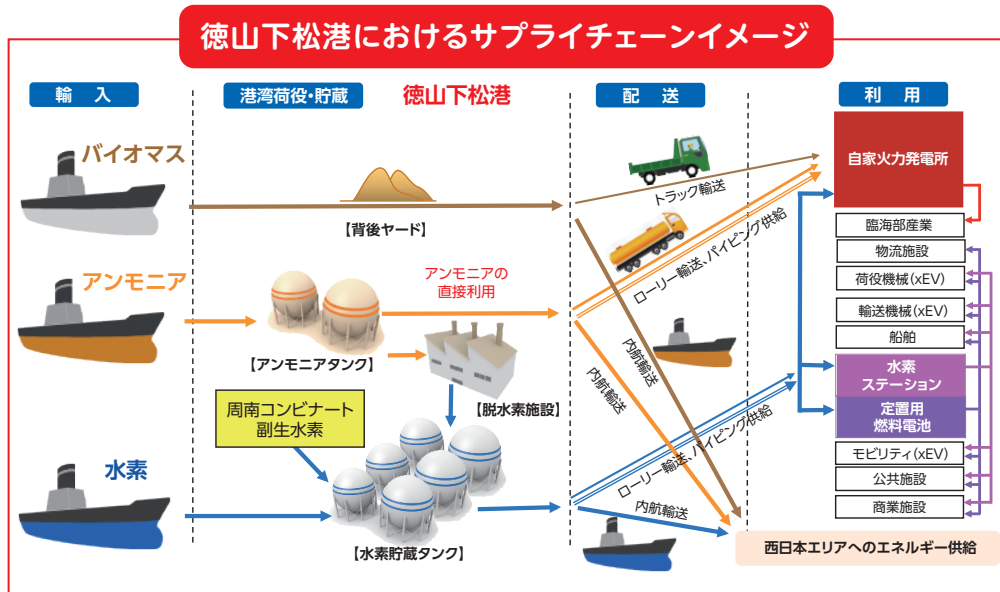 徳山下松港におけるサプライチェーンイメージ
輸入
港湾荷役・貯蔵
徳山下松港
配送
利用
バイオマス
【背後ヤード】
トラック輸送
自家火力発電所
臨海部産業
物流施設
荷役機械(xEV)
輸送機械(xEV)
船舶
水素
ステーション
定置用
燃料電池
モビリティ(xEV)
公共施設
商業施設
アンモニア
アンモニアの
直接利用
【アンモニアタンク】
【脱水素施設】
ローリー輸送、パイピング供給
内航輸送
内航輸送
周南コンビナート
副生水素
水素
【水素貯蔵タンク】
ローリー輸送、パイピング供給
内航輸送
西日本エリアへのエネルギー供給